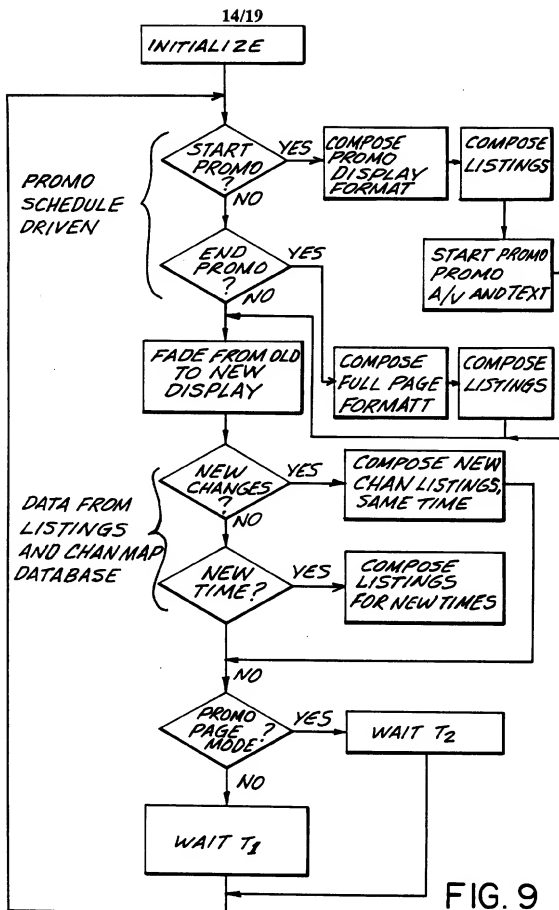 14/19
INITIALIZE
START
PROMO
?
YES
NO
COMPOSE
PROMO
DISPLAY
FORMAT
COMPOSE
LISTINGS
PROMO
SCHEDULE
DRIVEN
START PROMO
PROMO
A/V AND TEXT
END
PROMO
?
YES
NO
FADE FROM OLD
TO NEW
DISPLAY
COMPOSE
FULL PAGE
FORMATT
COMPOSE
LISTINGS
NEW
CHANGES
?
YES
NO
COMPOSE NEW
CHAN LISTINGS,
SAME TIME
DATA FROM
LISTINGS
AND CHAN MAP
DATABASE
NEW
TIME?
YES
COMPOSE
LISTINGS
FOR NEW TIMES
NO
PROMO
PAGE ?
MODE
YES
WAIT T2
NO
WAIT T1
FIG. 9